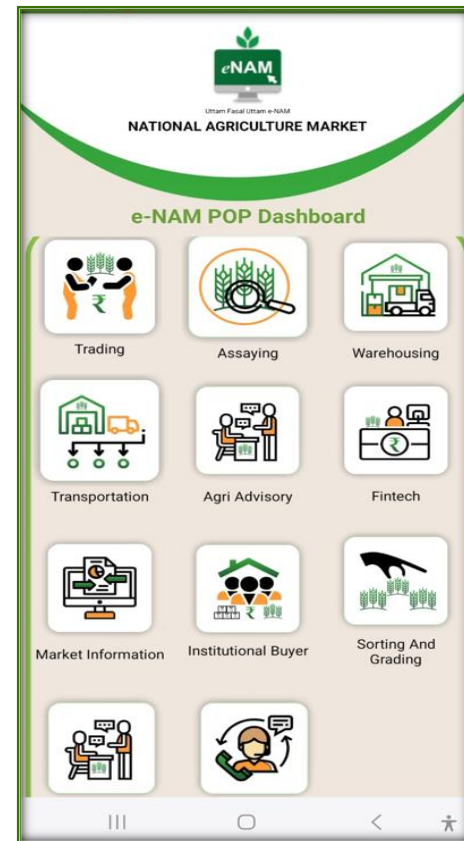 eNAM
Uttam Fasal Uttam e-NAM
NATIONAL AGRICULTURE MARKET
e-NAM POP Dashboard
Trading
Assaying
Warehousing
Transportation
Agri Advisory
Fintech
Market Information
Institutional Buyer
Sorting And
Grading